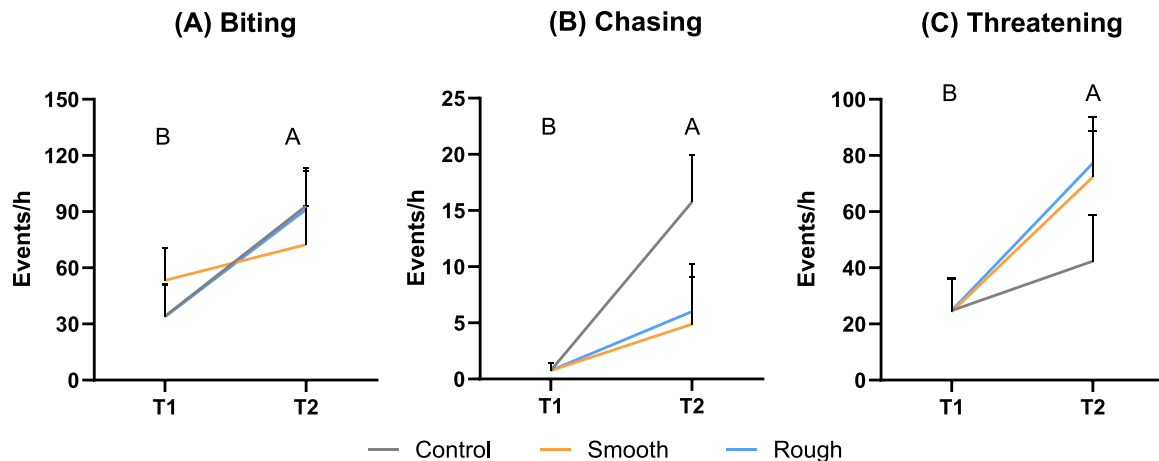 (A) Biting
(B) Chasing
(C) Threatening
Events/h
150
120
90
60
30
0
B
A
T1
T2
Events/h
25
20
15
10
5
0
B
A
T1
T2
Events/h
100
80
60
40
20
0
B
A
T1
T2
Control
Smooth
Rough